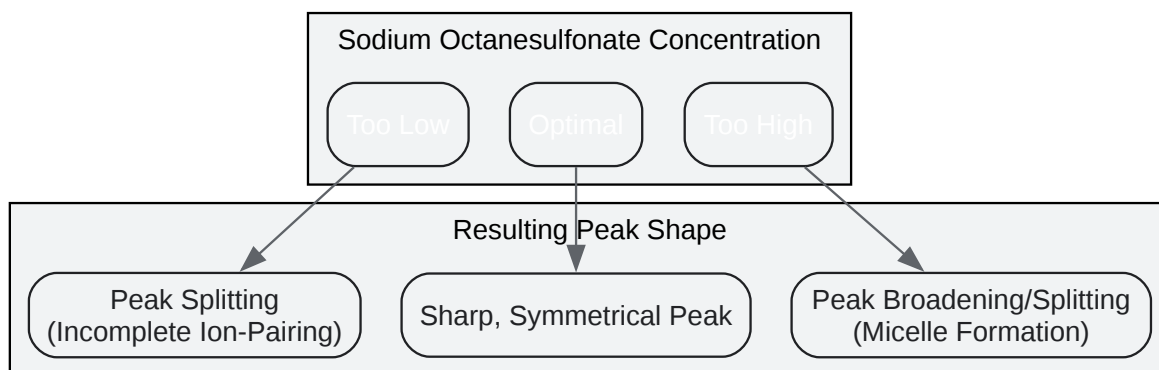 Sodium Octanesulfonate Concentration
Too Low
Optimal
Too High
Resulting Peak Shape
Peak Splitting
(Incomplete Ion-Pairing)
Sharp, Symmetrical Peak
Peak Broadening/Splitting
(Micelle Formation)